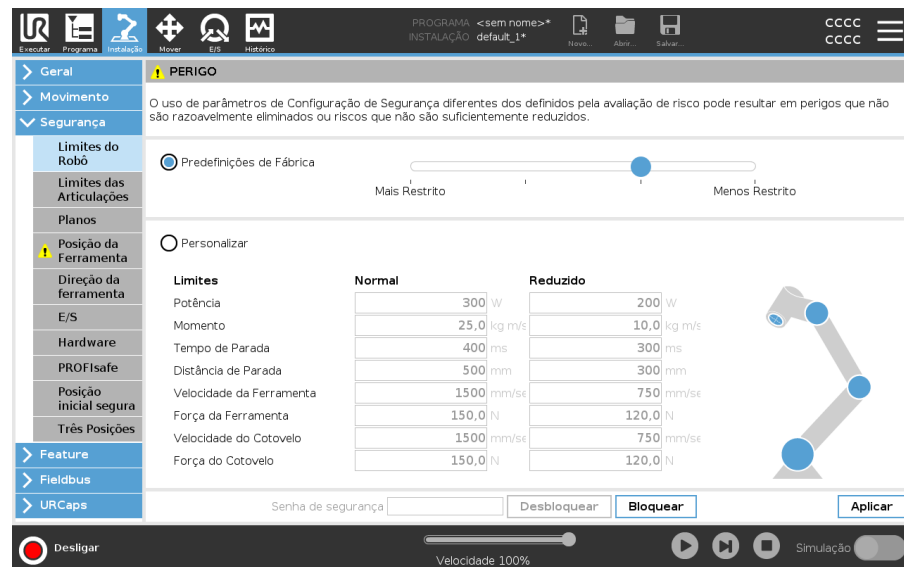 PROGRAMA <sem nome>*
INSTALAÇÃO default_1*
Executar Programa Instalação Mover E/S Histórico Novo... Abrir... Salvar...
CCCC
CCCC
Geral
Movimento
Segurança
Limites do
Robô
Limites das
Articulações
Planos
Posição da
Ferramenta
Direção da
ferramenta
E/S
Hardware
PROFIsafe
Posição
inicial segura
Três Posições
Feature
Fieldbus
URCaps
PERIGO
O uso de parâmetros de Configuração de Segurança diferentes dos definidos pela avaliação de risco pode resultar em perigos que não
são razoavelmente eliminados ou riscos que não são suficientemente reduzidos.
Predefinições de Fábrica
Mais Restrito Menos Restrito
Personalizar
Limites Normal Reduzido
Potência 300 W 200 W
Momento 25,0 kg m/s 10,0 kg m/s
Tempo de Parada 400 ms 300 ms
Distância de Parada 500 mm 300 mm
Velocidade da Ferramenta 1500 mm/se 750 mm/se
Força da Ferramenta 150,0 N 120,0 N
Velocidade do Cotovelo 1500 mm/se 750 mm/se
Força do Cotovelo 150,0 N 120,0 N
Senha de segurança Desbloquear Bloquear Aplicar
Desligar
Velocidade 100%
Simulação